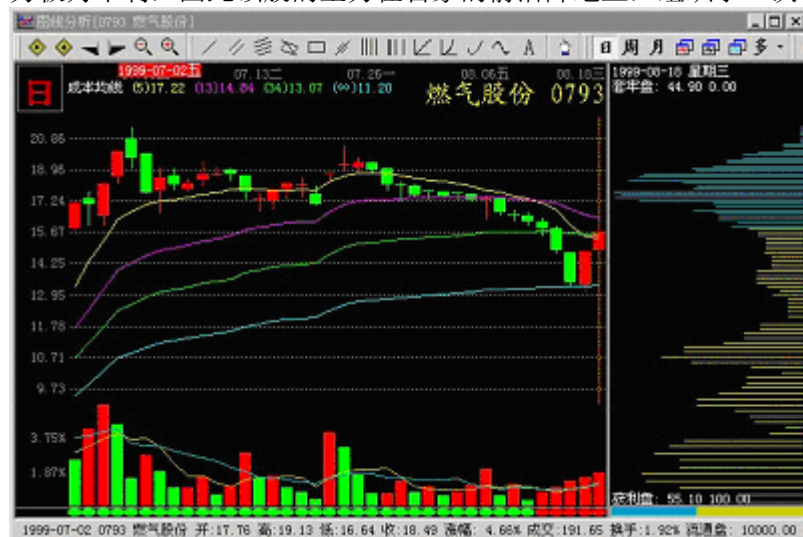 图线分析[0793 燃气股份]
日 周 月 多
1999-07-02五 07.13二 07.26一 08.06五 08.18三
日 成本均线 (5)17.22 (13)14.84 (34)13.07 (∞)11.20
燃气股份 0793
1999-08-18 星期三
套牢盘: 44.90 0.00
20.86
18.96
17.24
15.67
14.25
12.95
11.78
10.71
9.73
3.75%
1.87%
获利盘: 55.10 100.00
1999-07-02 0793 燃气股份 开:17.76 高:19.13 低:16.64 收:18.49 涨幅: 4.66% 成交:191.65 换手:1.92% 流通盘: 10000.00